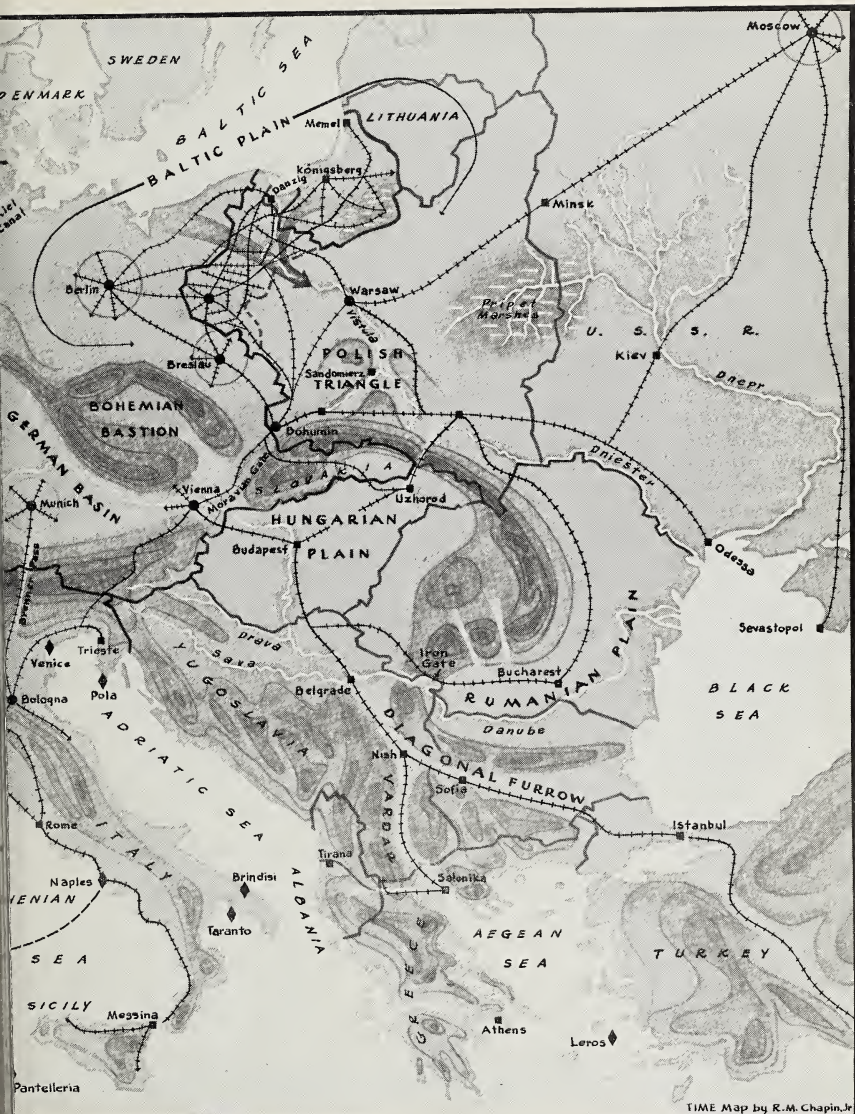 MOSCOW
SWEDEN
BALTIC SEA
DENMARK
BALTIC PLAIN
LITHUANIA
Memel
Königsberg
Danzig
Canal
Minsk
Berlin
Warsaw
Vistula
Pripet
Marshes
U. S. S. R.
Kiev
Dnepr
Breslau
POLISH
Sandomierz
TRIANGLE
BOHEMIAN
BASTION
Bohumin
GERMAN BASIN
Moravian Gate
SLOVAKIA
Dniester
Vienna
Munich
Uzhorod
HUNGARIAN
Budapest
PLAIN
Odessa
Brenner Pass
Sevastopol
Drava
Sava
Iron
Gate
Venice
Trieste
Pola
Bologna
YUGOSLAVIA
Belgrade
Bucharest
RUMANIAN PLAIN
BLACK
SEA
Danube
ADRIATIC SEA
DIAGONAL FURROW
Nish
Sofia
VARDAR
Rome
ITALY
Istanbul
Tirana
Salonika
ALBANIA
Naples
Brindisi
Taranto
SEA
GREECE
AEGEAN
SEA
TURKEY
SICILY
Messina
Athens
Leros
Pantelleria
TIME Map by R.M. Chapin, Jr